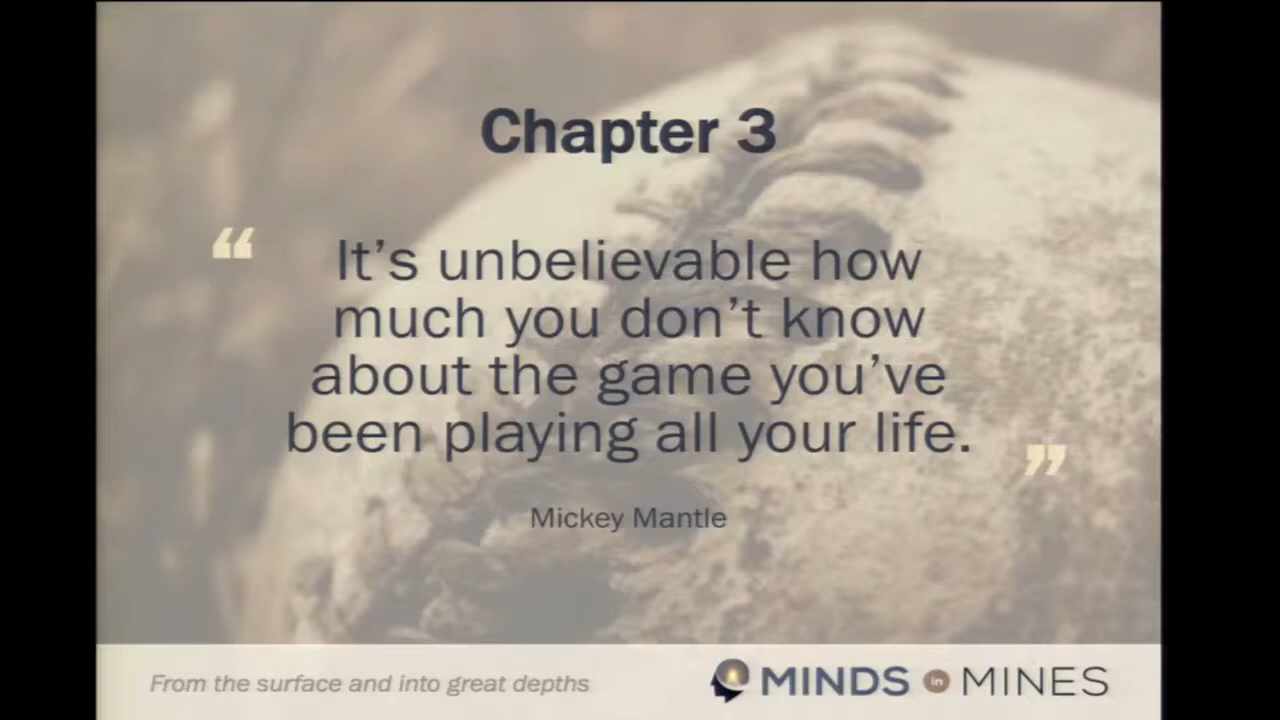 Chapter 3
“ It’s unbelievable how
much you don’t know
about the game you’ve
been playing all your life. ”
Mickey Mantle
From the surface and into great depths
MINDS in MINES